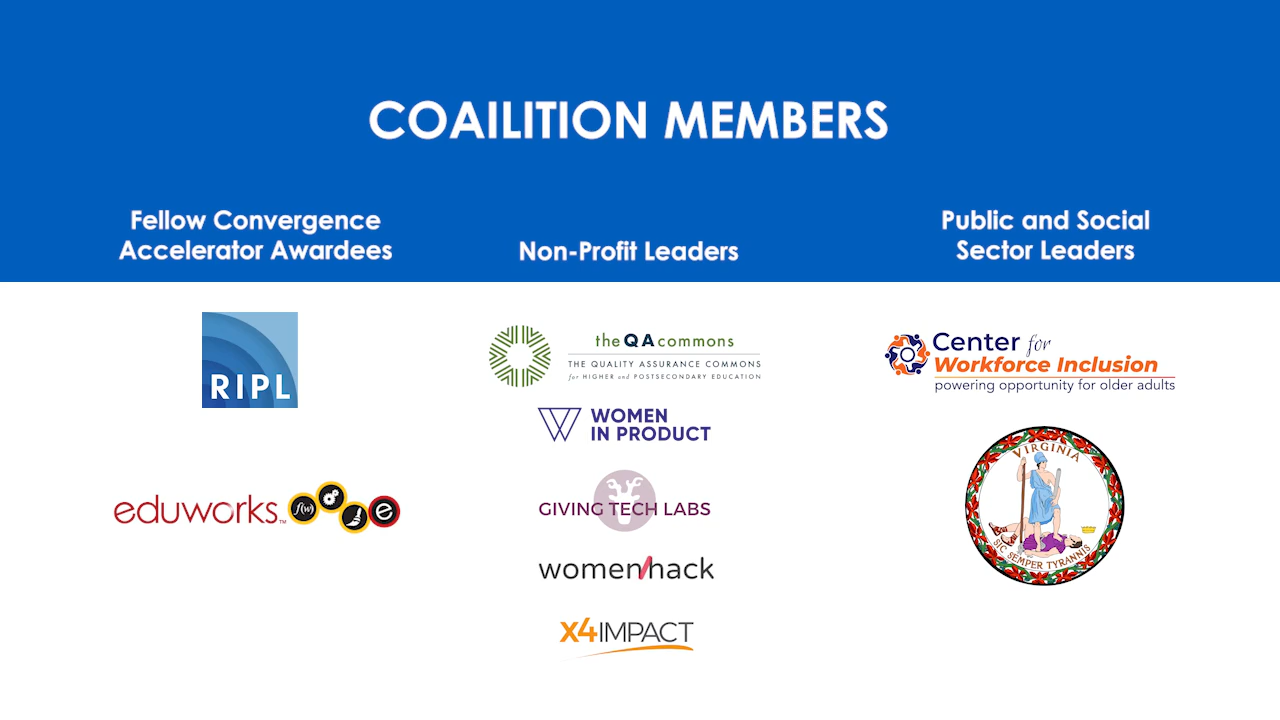 COAILITION MEMBERS
Fellow Convergence
Accelerator Awardees
Non-Profit Leaders
Public and Social
Sector Leaders
RIPL
eduworks™ f(w) e
the QA commons
THE QUALITY ASSURANCE COMMONS
for HIGHER and POSTSECONDARY EDUCATION
WOMEN
IN PRODUCT
GIVING TECH LABS
women/hack
X4IMPACT
Center for
Workforce Inclusion
powering opportunity for older adults
VIRGINIA
SIC SEMPER TYRANNIS